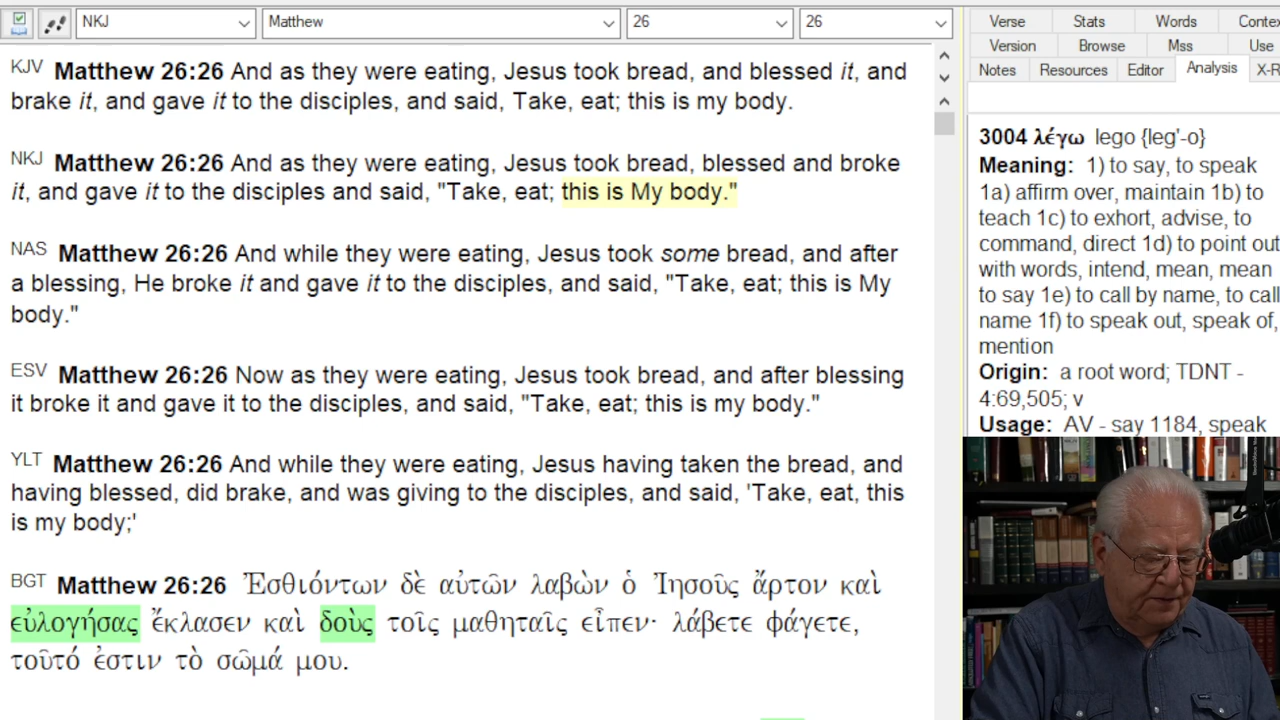 NKJ Matthew 26 26
KJV Matthew 26:26 And as they were eating, Jesus took bread, and blessed it, and
brake it, and gave it to the disciples, and said, Take, eat; this is my body.
NKJ Matthew 26:26 And as they were eating, Jesus took bread, blessed and broke
it, and gave it to the disciples and said, "Take, eat; this is My body."
NAS Matthew 26:26 And while they were eating, Jesus took some bread, and after
a blessing, He broke it and gave it to the disciples, and said, "Take, eat; this is My
body."
ESV Matthew 26:26 Now as they were eating, Jesus took bread, and after blessing
it broke it and gave it to the disciples, and said, "Take, eat; this is my body."
YLT Matthew 26:26 And while they were eating, Jesus having taken the bread, and
having blessed, did brake, and was giving to the disciples, and said, 'Take, eat, this
is my body;'
BGT Matthew 26:26 Ἐσθιόντων δὲ αὐτῶν λαβὼν ὁ Ἰησοῦς ἄρτον καὶ
εὐλογήσας ἔκλασεν καὶ δοὺς τοῖς μαθηταῖς εἶπεν· λάβετε φάγετε,
τοῦτό ἐστιν τὸ σῶμά μου.
Verse Stats Words Contex
Version Browse Mss Use
Notes Resources Editor Analysis X-R
3004 λέγω lego {leg'-o}
Meaning: 1) to say, to speak
1a) affirm over, maintain 1b) to
teach 1c) to exhort, advise, to
command, direct 1d) to point out
with words, intend, mean, mean
to say 1e) to call by name, to call
name 1f) to speak out, speak of,
mention
Origin: a root word; TDNT -
4:69,505; v
Usage: AV - say 1184, speak